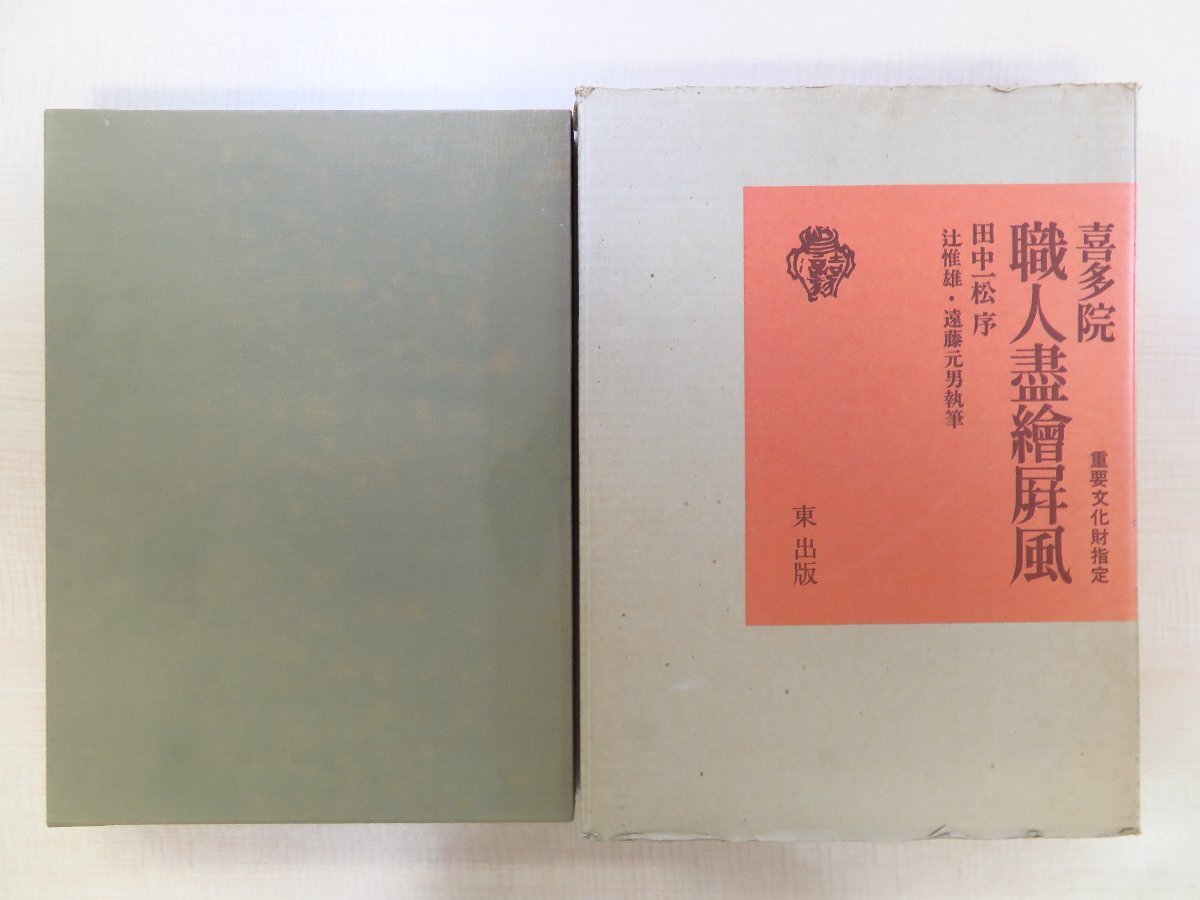 喜多院
重要文化財指定
職人盡繪屛風
田中一松 序
辻惟雄・遠藤元男執筆
東出版